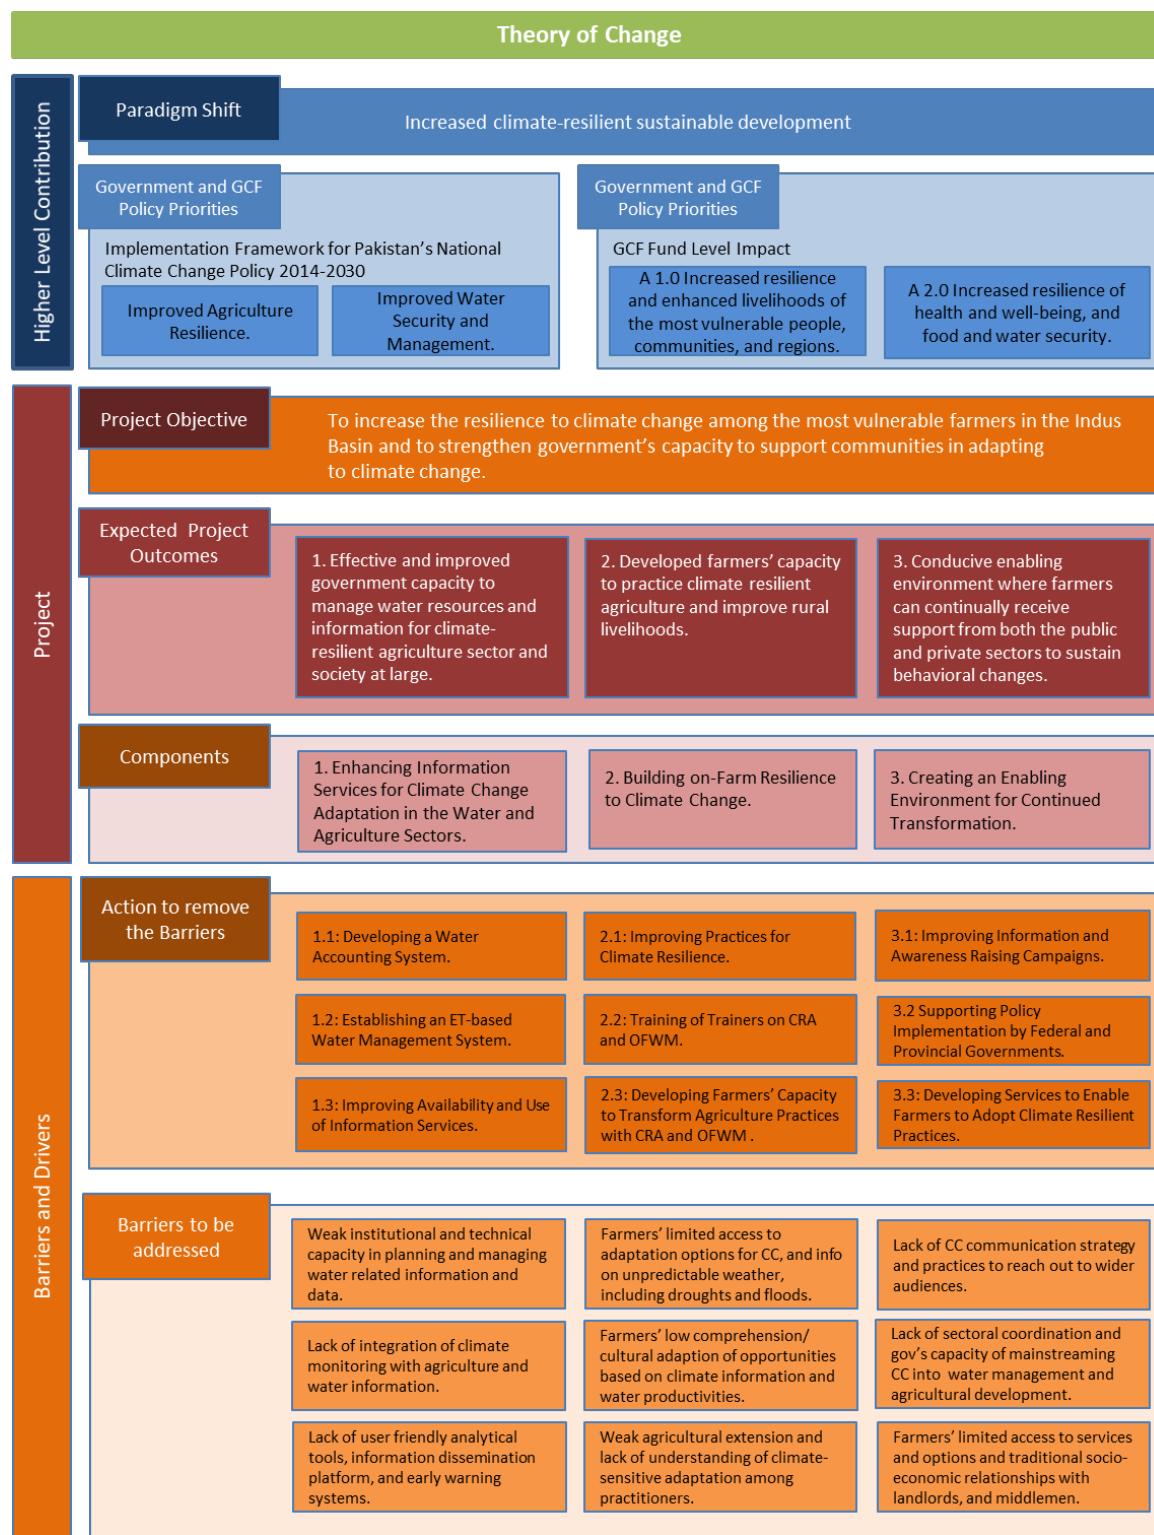 Theory of Change
Higher Level Contribution
Paradigm Shift
Increased climate-resilient sustainable development
Government and GCF
Policy Priorities
Implementation Framework for Pakistan's National
Climate Change Policy 2014-2030
Improved Agriculture
Resilience.
Improved Water
Security and
Management.
Government and GCF
Policy Priorities
GCF Fund Level Impact
A 1.0 Increased resilience
and enhanced livelihoods of
the most vulnerable people,
communities, and regions.
A 2.0 Increased resilience of
health and well-being, and
food and water security.
Project
Project Objective
To increase the resilience to climate change among the most vulnerable farmers in the Indus
Basin and to strengthen government's capacity to support communities in adapting
to climate change.
Expected Project
Outcomes
1. Effective and improved
government capacity to
manage water resources and
information for climate-
resilient agriculture sector and
society at large.
2. Developed farmers' capacity
to practice climate resilient
agriculture and improve rural
livelihoods.
3. Conducive enabling
environment where farmers
can continually receive
support from both the public
and private sectors to sustain
behavioral changes.
Components
1. Enhancing Information
Services for Climate Change
Adaptation in the Water and
Agriculture Sectors.
2. Building on-Farm Resilience
to Climate Change.
3. Creating an Enabling
Environment for Continued
Transformation.
Barriers and Drivers
Action to remove
the Barriers
1.1: Developing a Water
Accounting System.
2.1: Improving Practices for
Climate Resilience.
3.1: Improving Information and
Awareness Raising Campaigns.
1.2: Establishing an ET-based
Water Management System.
2.2: Training of Trainers on CRA
and OFWM.
3.2 Supporting Policy
Implementation by Federal and
Provincial Governments.
1.3: Improving Availability and Use
of Information Services.
2.3: Developing Farmers' Capacity
to Transform Agriculture Practices
with CRA and OFWM .
3.3: Developing Services to Enable
Farmers to Adopt Climate Resilient
Practices.
Barriers to be
addressed
Weak institutional and technical
capacity in planning and managing
water related information and
data.
Farmers' limited access to
adaptation options for CC, and info
on unpredictable weather,
including droughts and floods.
Lack of CC communication strategy
and practices to reach out to wider
audiences.
Lack of integration of climate
monitoring with agriculture and
water information.
Farmers' low comprehension/
cultural adaption of opportunities
based on climate information and
water productivities.
Lack of sectoral coordination and
gov's capacity of mainstreaming
CC into water management and
agricultural development.
Lack of user friendly analytical
tools, information dissemination
platform, and early warning
systems.
Weak agricultural extension and
lack of understanding of climate-
sensitive adaptation among
practitioners.
Farmers' limited access to services
and options and traditional socio-
economic relationships with
landlords, and middlemen.